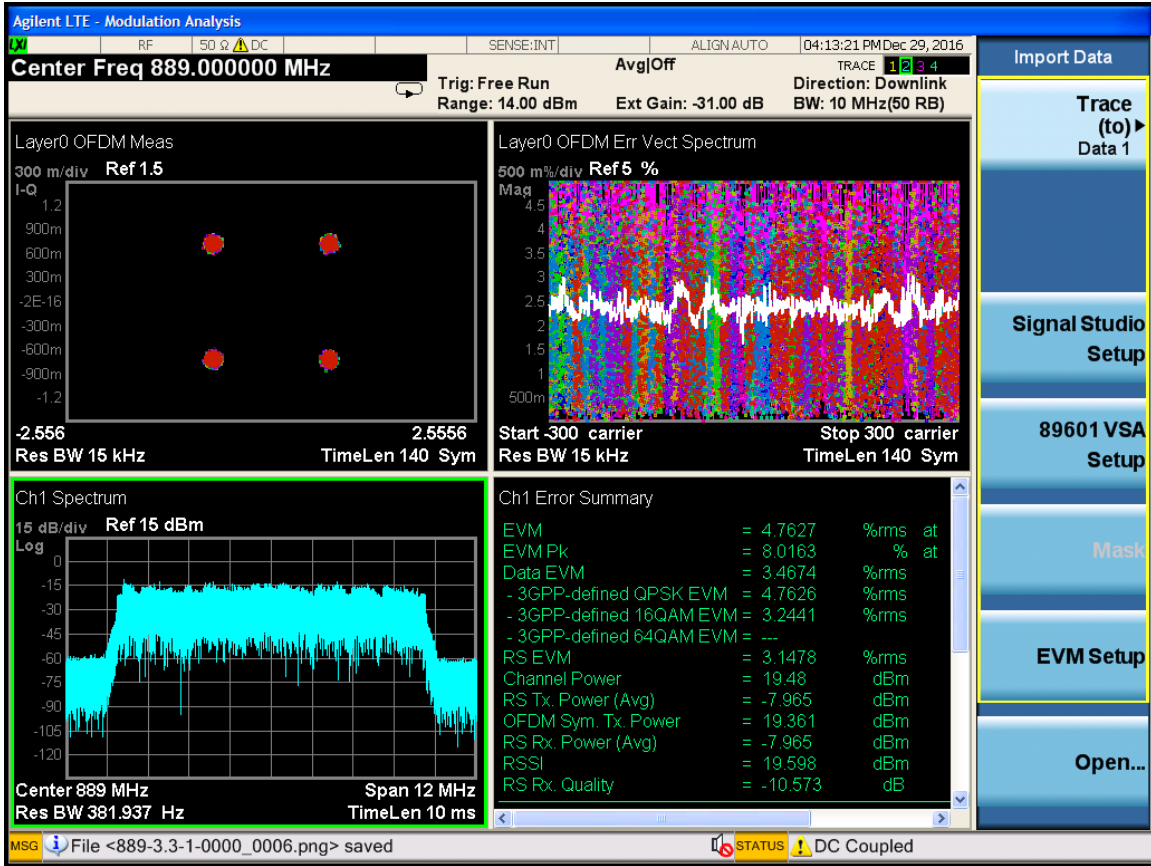 Agilent LTE - Modulation Analysis
LXI RF 50 Ω DC SENSE:INT ALIGN AUTO 04:13:21 PM Dec 29, 2016
Center Freq 889.000000 MHz
Avg|Off
TRACE 1 2 3 4
Trig: Free Run
Direction: Downlink
Range: 14.00 dBm Ext Gain: -31.00 dB BW: 10 MHz(50 RB)
Layer0 OFDM Meas
300 m/div Ref 1.5
I-Q
1.2
900m
600m
300m
-2E-16
-300m
-600m
-900m
-1.2
-2.556 2.5556
Res BW 15 kHz TimeLen 140 Sym
Layer0 OFDM Err Vect Spectrum
500 m%/div Ref 5 %
Mag
4.5
4
3.5
3
2.5
2
1.5
1
500m
Start -300 carrier Stop 300 carrier
Res BW 15 kHz TimeLen 140 Sym
Ch1 Spectrum
15 dB/div Ref 15 dBm
Log
0
-15
-30
-45
-60
-75
-90
-105
-120
Center 889 MHz Span 12 MHz
Res BW 381.937 Hz TimeLen 10 ms
Ch1 Error Summary
EVM = 4.7627 %rms at
EVM Pk = 8.0163 % at
Data EVM = 3.4674 %rms
- 3GPP-defined QPSK EVM = 4.7626 %rms
- 3GPP-defined 16QAM EVM = 3.2441 %rms
- 3GPP-defined 64QAM EVM = ---
RS EVM = 3.1478 %rms
Channel Power = 19.48 dBm
RS Tx. Power (Avg) = -7.965 dBm
OFDM Sym. Tx. Power = 19.361 dBm
RS Rx. Power (Avg) = -7.965 dBm
RSSI = 19.598 dBm
RS Rx. Quality = -10.573 dB
Import Data
Trace
(to)
Data 1
Signal Studio
Setup
89601 VSA
Setup
Mask
EVM Setup
Open...
MSG File <889-3.3-1-0000_0006.png> saved STATUS DC Coupled